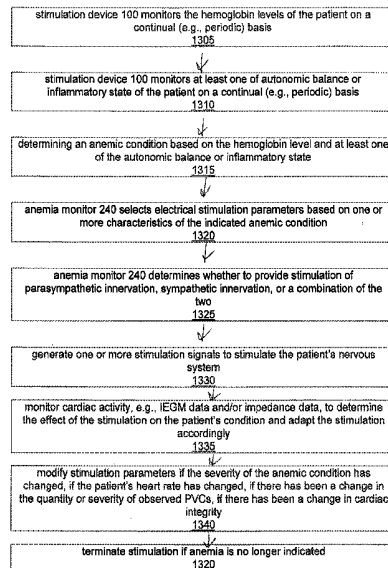 stimulation device 100 monitors the hemoglobin levels of the patient on a
continual (e.g., periodic) basis
1305
stimulation device 100 monitors at least one of autonomic balance or
inflammatory state of the patient on a continual (e.g., periodic) basis
1310
determining an anemic condition based on the hemoglobin level and at least one
of the autonomic balance or inflammatory state
1315
anemia monitor 240 selects electrical stimulation parameters based on one or
more characteristics of the indicated anemic condition
1320
anemia monitor 240 determines whether to provide stimulation of
parasympathetic innervation, sympathetic innervation, or a combination of the
two
1325
generate one or more stimulation signals to stimulate the patient's nervous
system
1330
monitor cardiac activity, e.g., IEGM data and/or impedance data, to determine
the effect of the stimulation on the patient's condition and adapt the stimulation
accordingly
1335
modify stimulation parameters if the severity of the anemic condition has
changed, if the patient's heart rate has changed, if there has been a change in
the quantity or severity of observed PVCs, if there has been a change in cardiac
integrity
1340
terminate stimulation if anemia is no longer indicated
1320